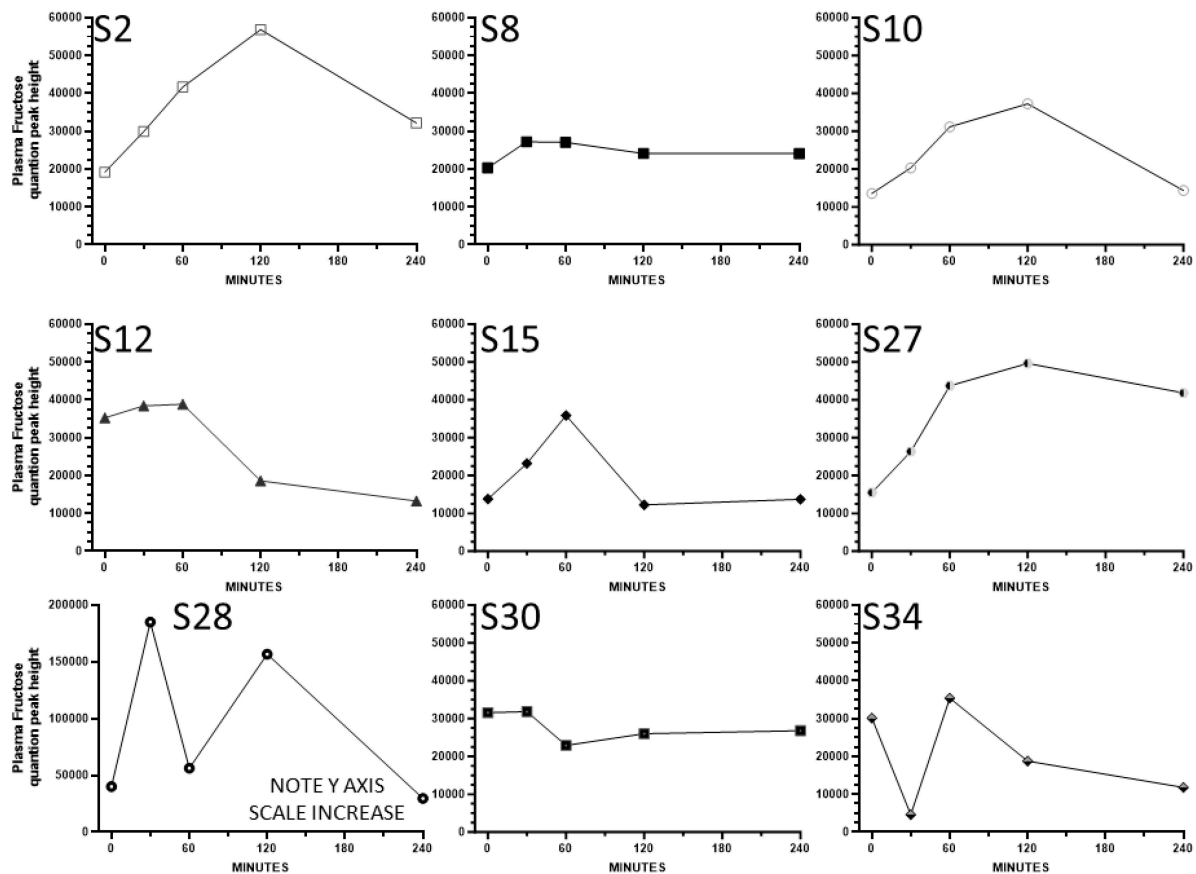 S2
S8
S10
Plasma Fructose
quantion peak height
60000
50000
40000
30000
20000
10000
0
0 60 120 180 240
MINUTES
60000
50000
40000
30000
20000
10000
0
0 60 120 180 240
MINUTES
60000
50000
40000
30000
20000
10000
0
0 60 120 180 240
MINUTES
S12
S15
S27
Plasma Fructose
quantion peak height
60000
50000
40000
30000
20000
10000
0
0 60 120 180 240
MINUTES
60000
50000
40000
30000
20000
10000
0
0 60 120 180 240
MINUTES
60000
50000
40000
30000
20000
10000
0
0 60 120 180 240
MINUTES
S28
S30
S34
Plasma Fructose
quantion peak height
200000
150000
100000
50000
0
NOTE Y AXIS
SCALE INCREASE
0 60 120 180 240
MINUTES
60000
50000
40000
30000
20000
10000
0
0 60 120 180 240
MINUTES
60000
50000
40000
30000
20000
10000
0
0 60 120 180 240
MINUTES